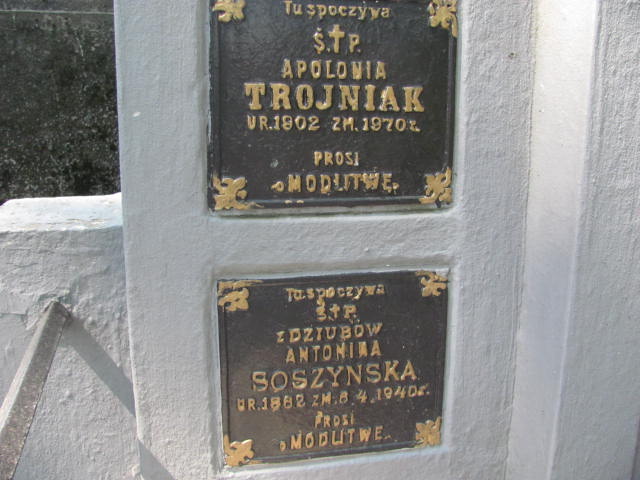 Tu spoczywa
Ś†P.
APOLONIA
TROJNIAK
UR.1902 ZM.1970r.
PROSI
o MODLITWĘ.
Tu spoczywa
Ś.†P.
z DZIUBÓW
ANTONINA
SOSZYNSKA
UR.1882 ZM.8.4.1940r.
PROSI
o MODLITWĘ